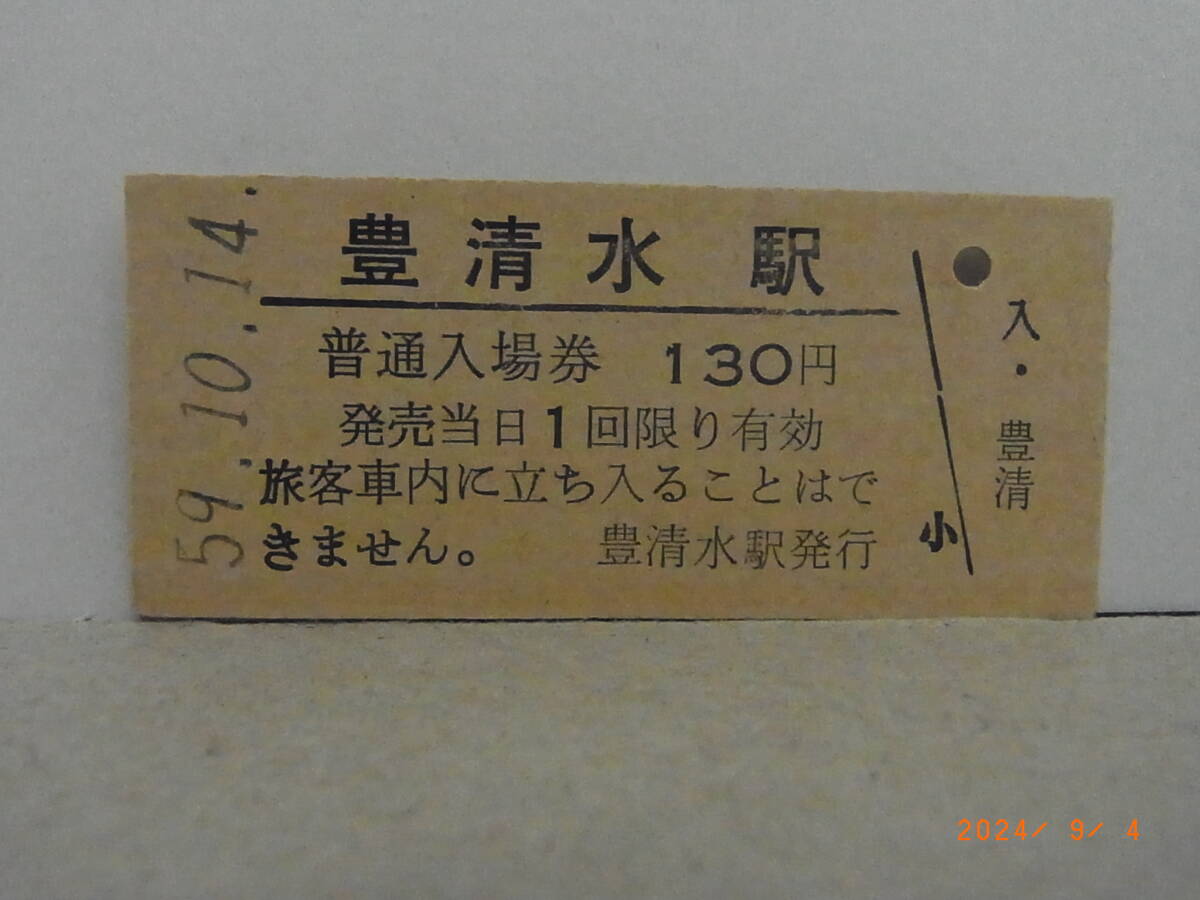 豊清水駅
普通入場券 130円
発売当日1回限り有効
旅客車内に立ち入ることはで
きません。 豊清水駅発行
59.10.14.
小
入・豊清
2024/ 9/ 4